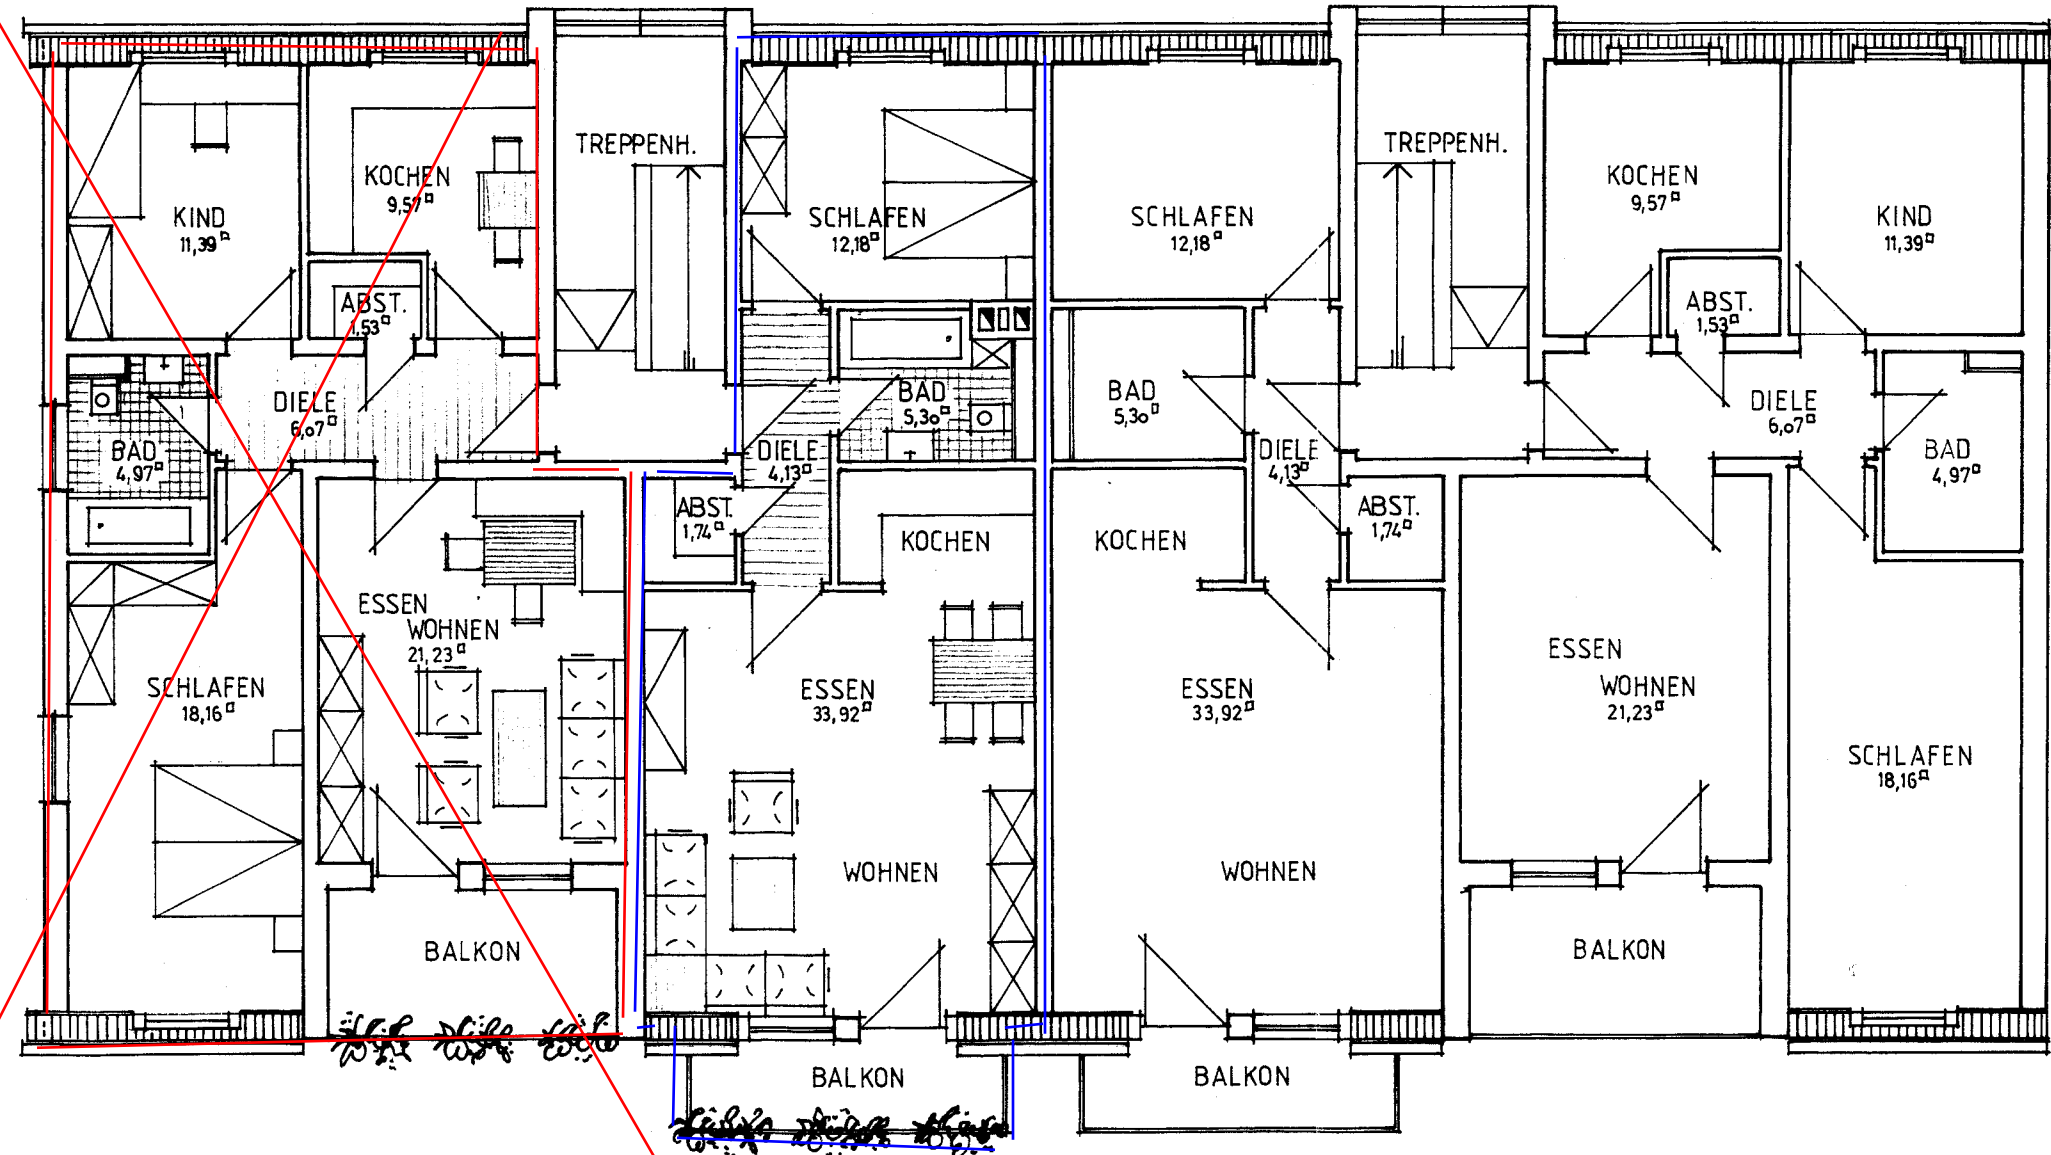 TREPPENH.
TREPPENH.
KOCHEN
9,57
KIND
11,39
SCHLAFEN
12,18
SCHLAFEN
12,18
KOCHEN
9,57
KIND
11,39
ABST.
1,53
ABST.
1,53
DIELE
6,07
BAD
4,97
BAD
5,30
DIELE
4,13
BAD
5,30
DIELE
4,13
DIELE
6,07
BAD
4,97
ABST.
1,74
KOCHEN
KOCHEN
ABST.
1,74
ESSEN
WOHNEN
21,23
SCHLAFEN
18,16
ESSEN
33,92
ESSEN
33,92
ESSEN
WOHNEN
21,23
SCHLAFEN
18,16
WOHNEN
WOHNEN
BALKON
BALKON
BALKON
BALKON